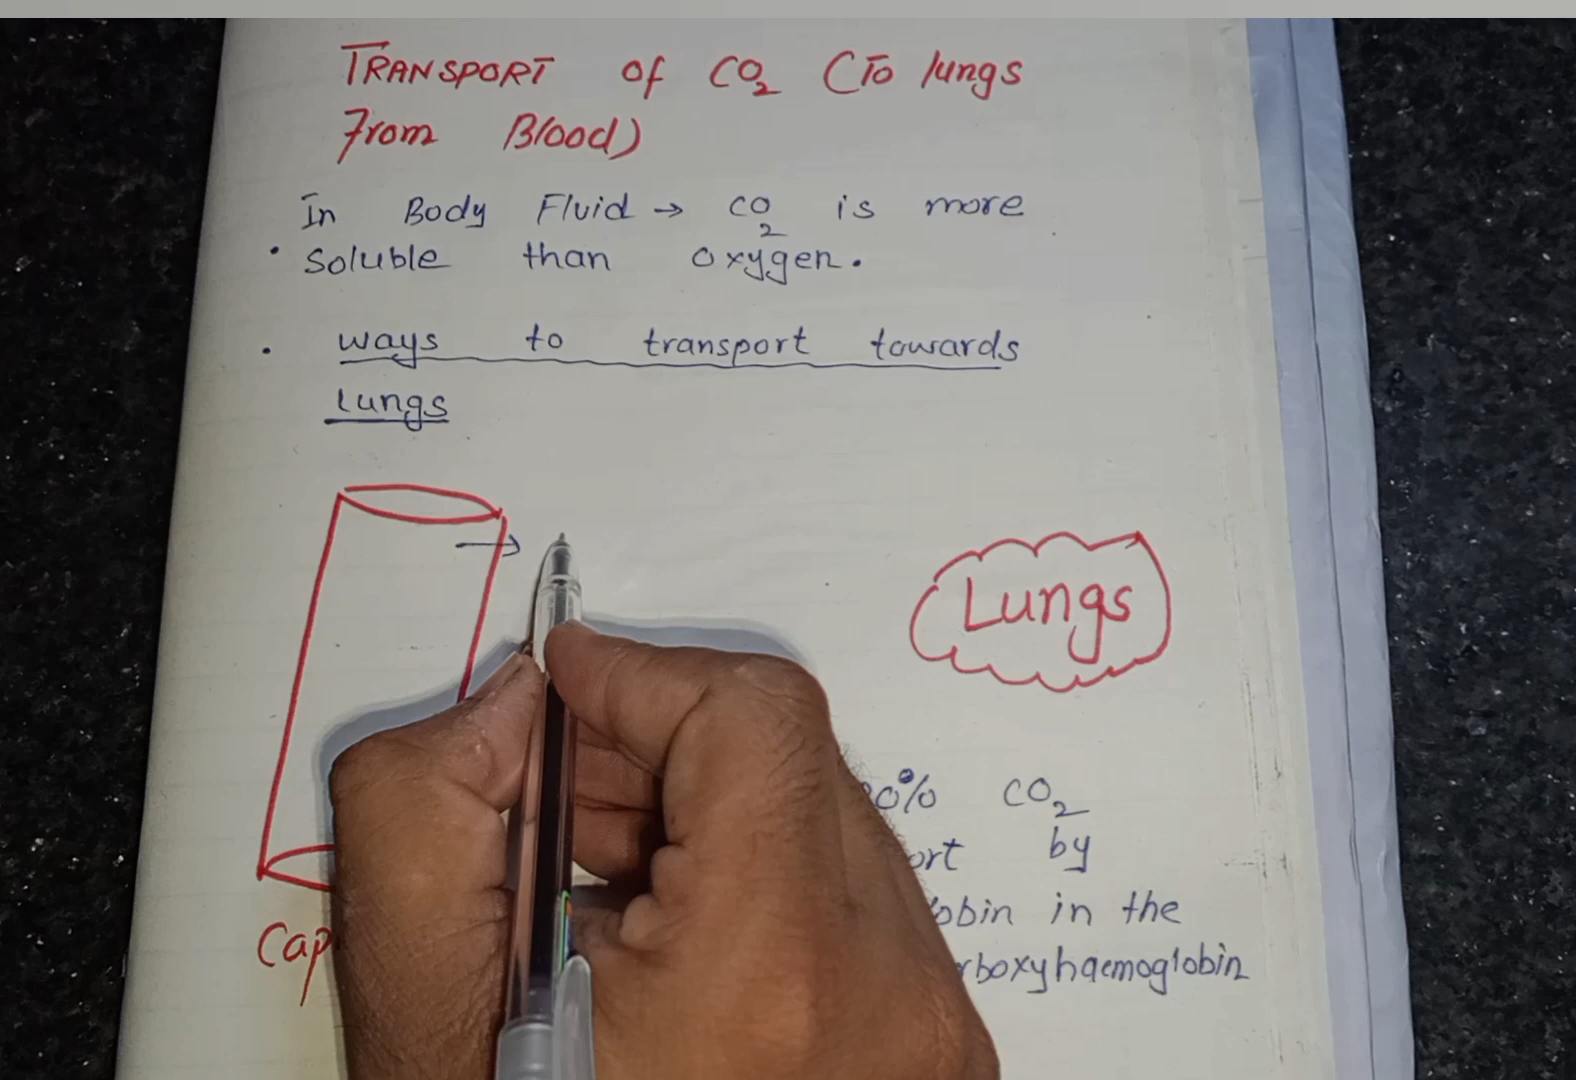 TRANSPORT of CO2 (To lungs
From Blood)
In Body Fluid → CO2 is more
• Soluble than oxygen.
• ways to transport towards
Lungs
Lungs
0% CO2
by
in the